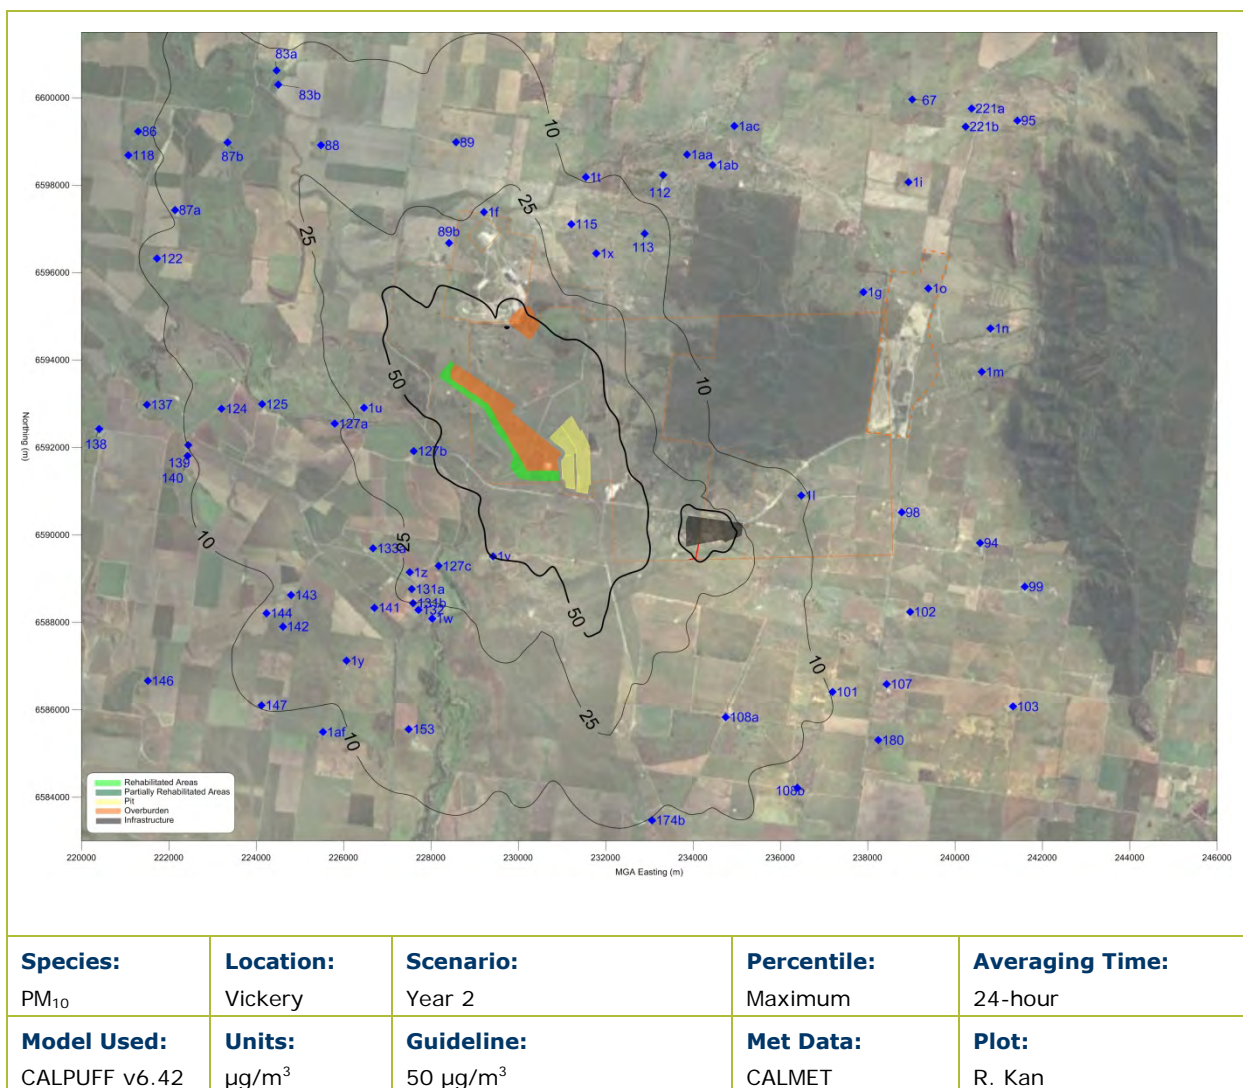 83a
83b
67
221a
95
221b
6600000
10
86
118
87b
88
89
1ac
1aa
1ab
1i
6598000
1t
112
87a
25
1f
25
115
89b
113
1x
122
6596000
1g
1o
50
1n
6594000
10
1m
137
124
125
1u
127a
127b
138
139
140
6592000
Northing (m)
1l
98
10
25
6590000
133a
1v
94
1z
127c
131a
131b
132
1w
143
141
144
142
50
99
102
6588000
1y
10
146
147
101
107
108a
103
25
1af
10
153
180
6586000
108b
174b
6584000
Rehabilitated Areas
Partially Rehabilitated Areas
Pit
Overburden
Infrastructure
220000 222000 224000 226000 228000 230000 232000 234000 236000 238000 240000 242000 244000 246000
MGA Easting (m)
Species: Location: Scenario: Percentile: Averaging Time:
PM₁₀ Vickery Year 2 Maximum 24-hour
Model Used: Units: Guideline: Met Data: Plot:
CALPUFF v6.42 µg/m³ 50 µg/m³ CALMET R. Kan